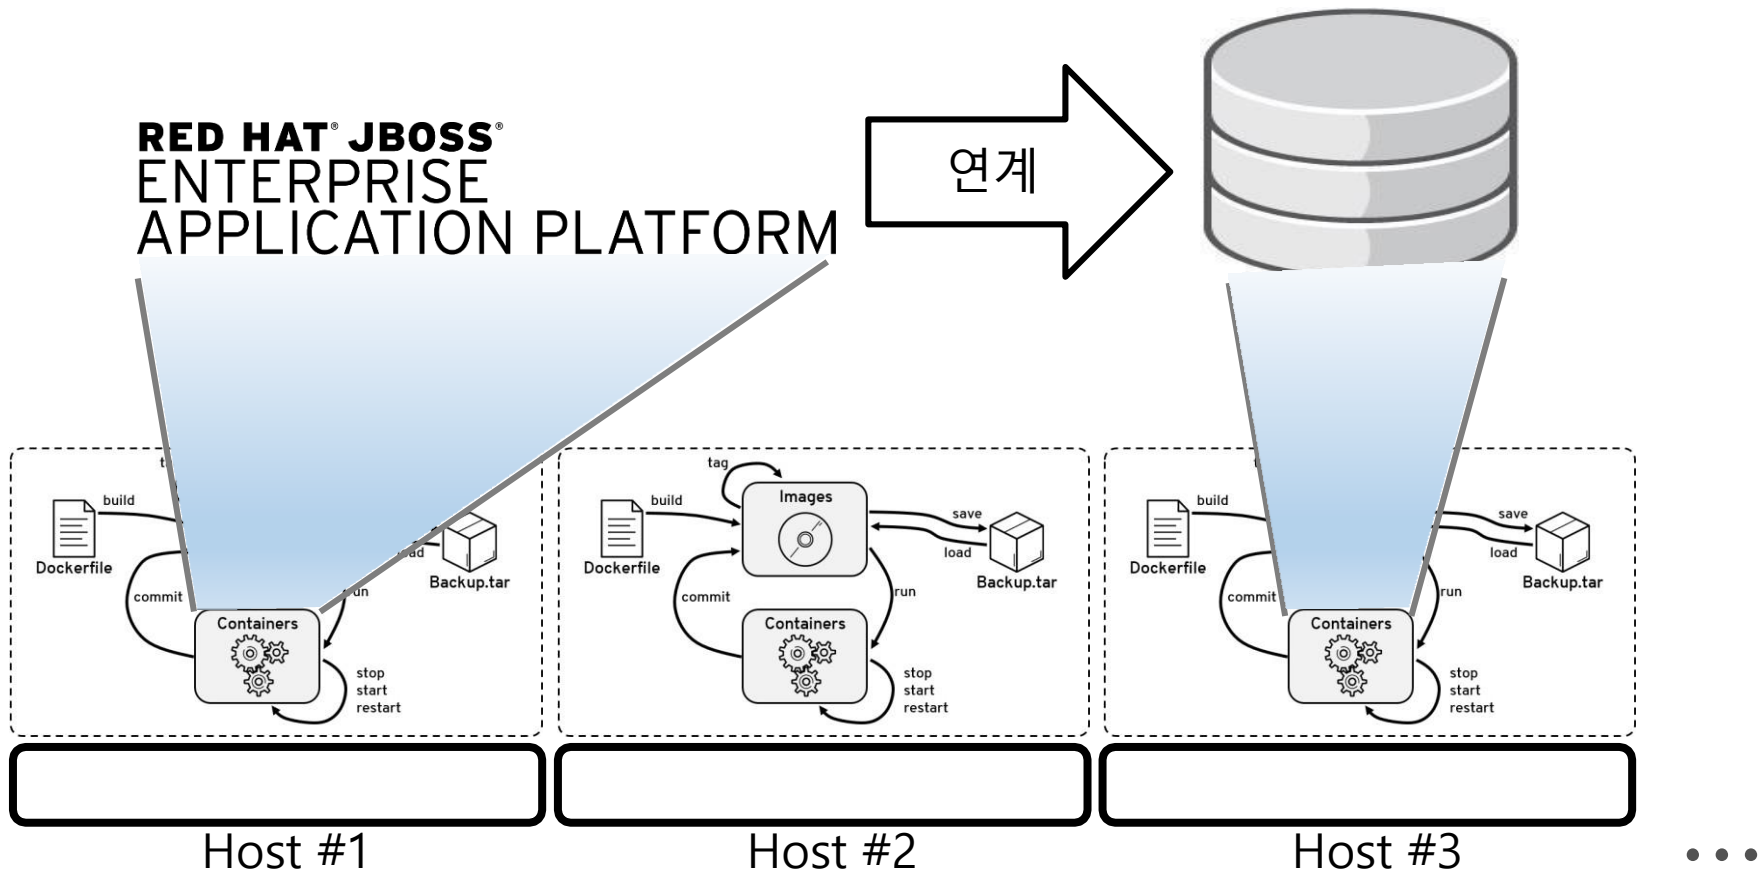 RED HAT® JBOSS®
ENTERPRISE
APPLICATION PLATFORM
연계
build
Dockerfile
commit
Backup.tar
Containers
stop
start
restart
tag
Images
build
save
load
Dockerfile
Backup.tar
commit
run
Containers
stop
start
restart
build
save
load
Dockerfile
Backup.tar
commit
run
Containers
stop
start
restart
Host #1
Host #2
Host #3
...